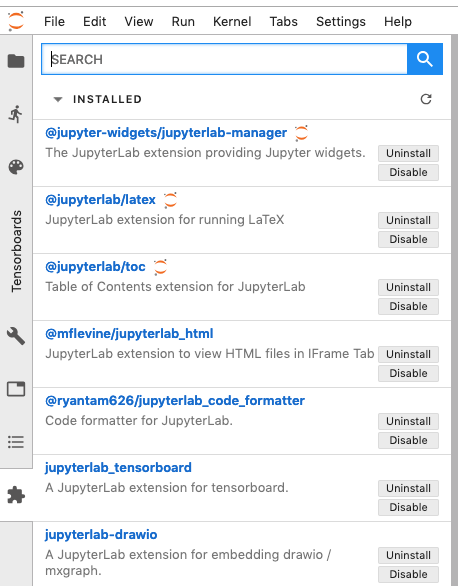 File Edit View Run Kernel Tabs Settings Help
SEARCH
INSTALLED
Tensorboards
@jupyter-widgets/jupyterlab-manager
The JupyterLab extension providing Jupyter widgets.
Uninstall
Disable
@jupyterlab/latex
JupyterLab extension for running LaTeX
Uninstall
Disable
@jupyterlab/toc
Table of Contents extension for JupyterLab
Uninstall
Disable
@mflevine/jupyterlab_html
JupyterLab extension to view HTML files in IFrame Tab
Uninstall
Disable
@ryantam626/jupyterlab_code_formatter
Code formatter for JupyterLab.
Uninstall
Disable
jupyterlab_tensorboard
A JupyterLab extension for tensorboard.
Uninstall
Disable
jupyterlab-drawio
A JupyterLab extension for embedding drawio /
mxgraph.
Uninstall
Disable